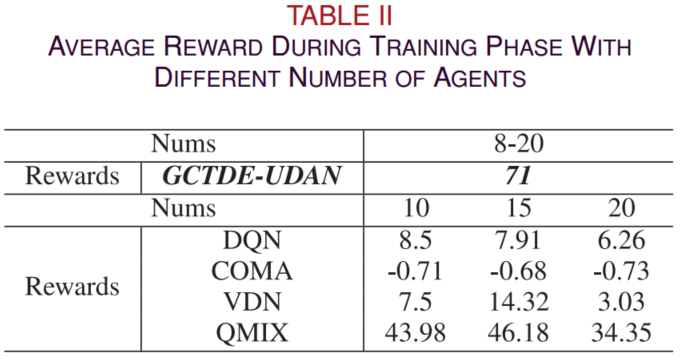 TABLE II
AVERAGE REWARD DURING TRAINING PHASE WITH
DIFFERENT NUMBER OF AGENTS
Nums 8-20
Rewards GCTDE-UDAN 71
Nums 10 15 20
DQN 8.5 7.91 6.26
COMA -0.71 -0.68 -0.73
Rewards
VDN 7.5 14.32 3.03
QMIX 43.98 46.18 34.35